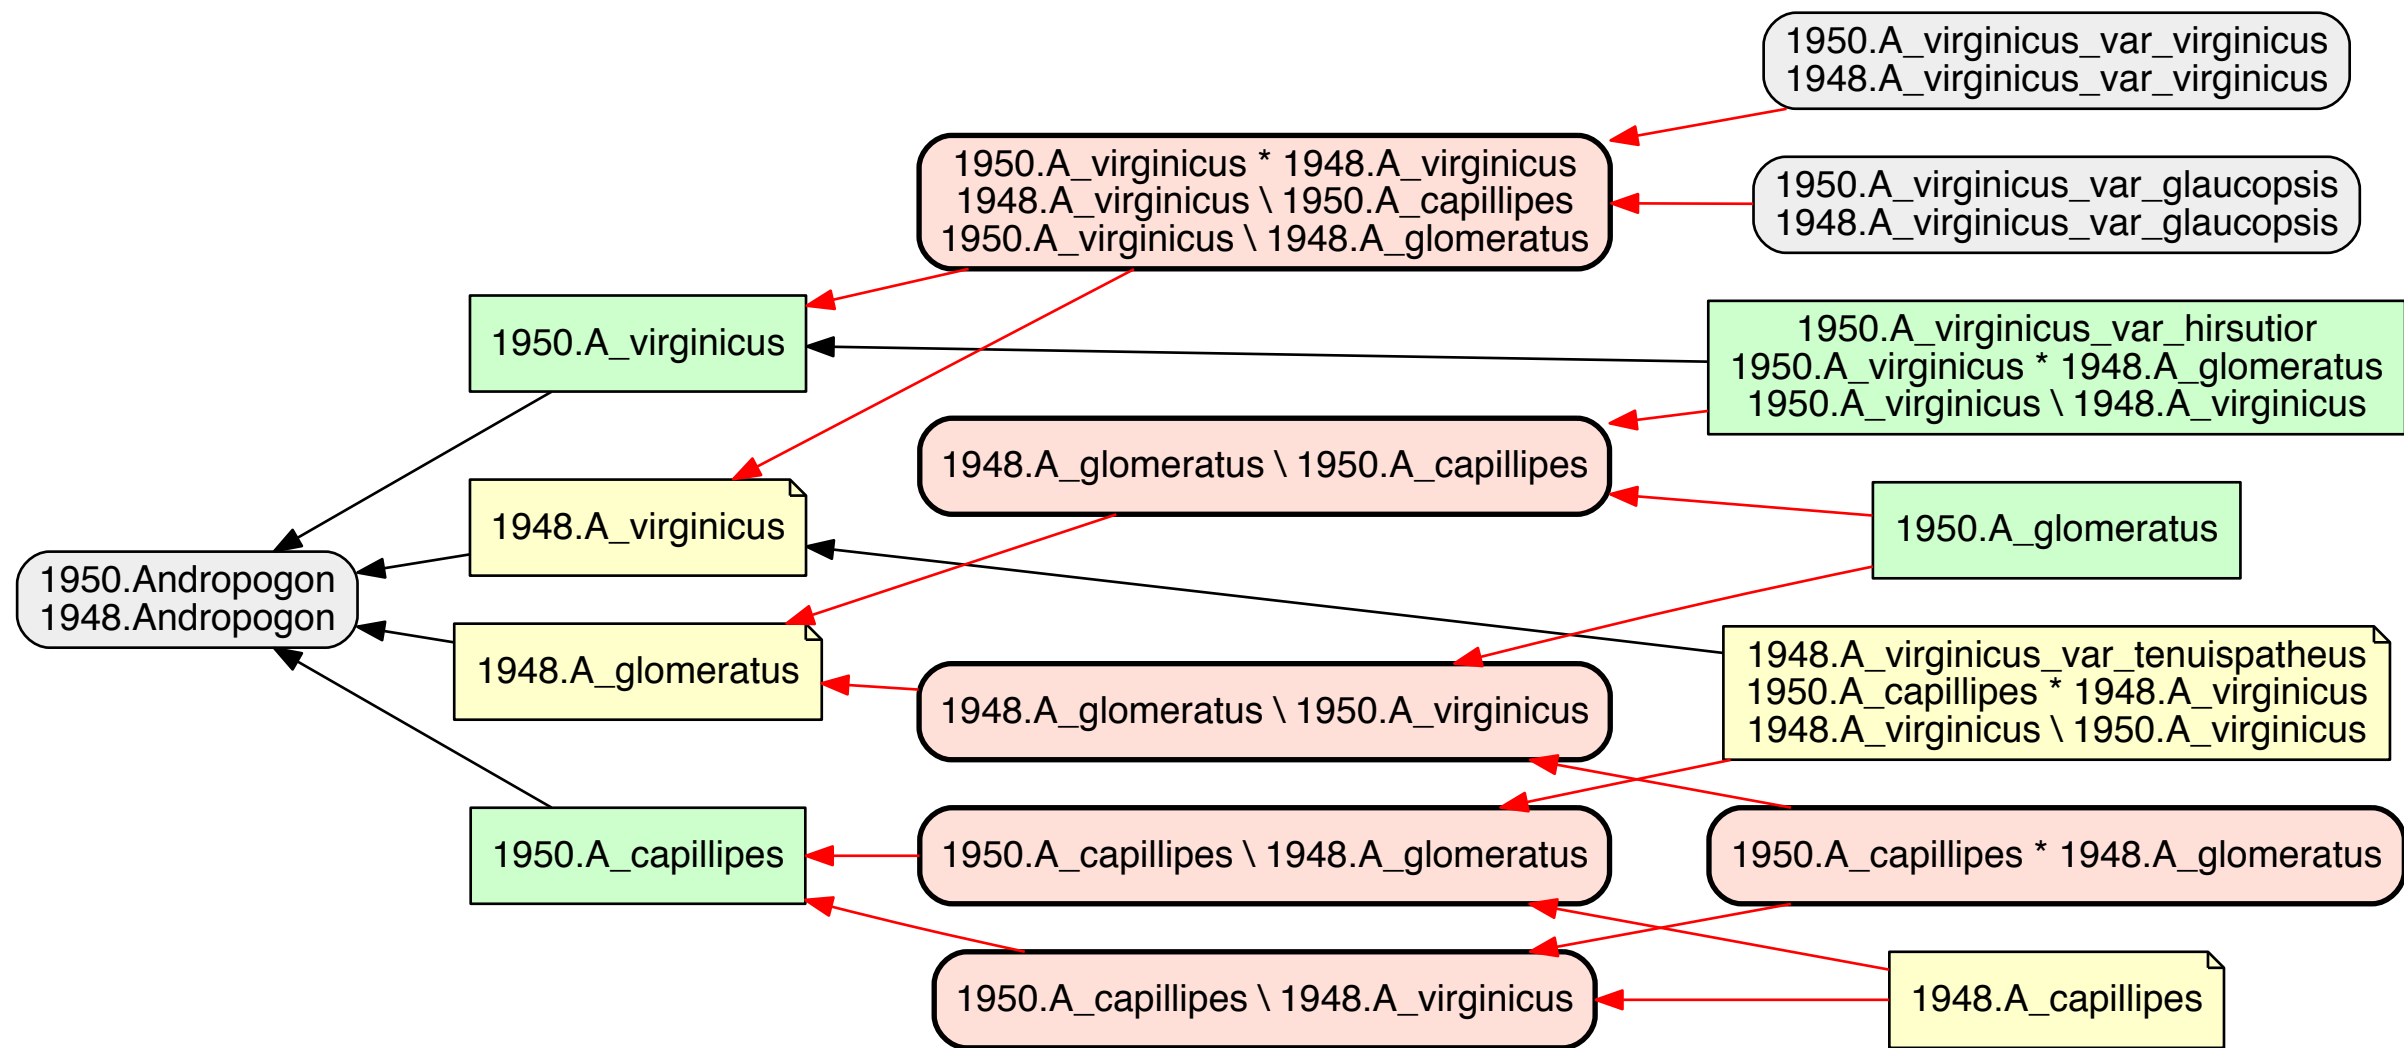 1950.A_virginicus_var_virginicus
1948.A_virginicus_var_virginicus
1950.A_virginicus * 1948.A_virginicus
1948.A_virginicus \ 1950.A_capillipes
1950.A_virginicus \ 1948.A_glomeratus
1950.A_virginicus_var_glaucopsis
1948.A_virginicus_var_glaucopsis
1950.A_virginicus
1950.A_virginicus_var_hirsutior
1950.A_virginicus * 1948.A_glomeratus
1950.A_virginicus \ 1948.A_virginicus
1948.A_glomeratus \ 1950.A_capillipes
1948.A_virginicus
1950.A_glomeratus
1950.Andropogon
1948.Andropogon
1948.A_glomeratus
1948.A_glomeratus \ 1950.A_virginicus
1948.A_virginicus_var_tenuispatheus
1950.A_capillipes * 1948.A_virginicus
1948.A_virginicus \ 1950.A_virginicus
1950.A_capillipes
1950.A_capillipes \ 1948.A_glomeratus
1950.A_capillipes * 1948.A_glomeratus
1950.A_capillipes \ 1948.A_virginicus
1948.A_capillipes